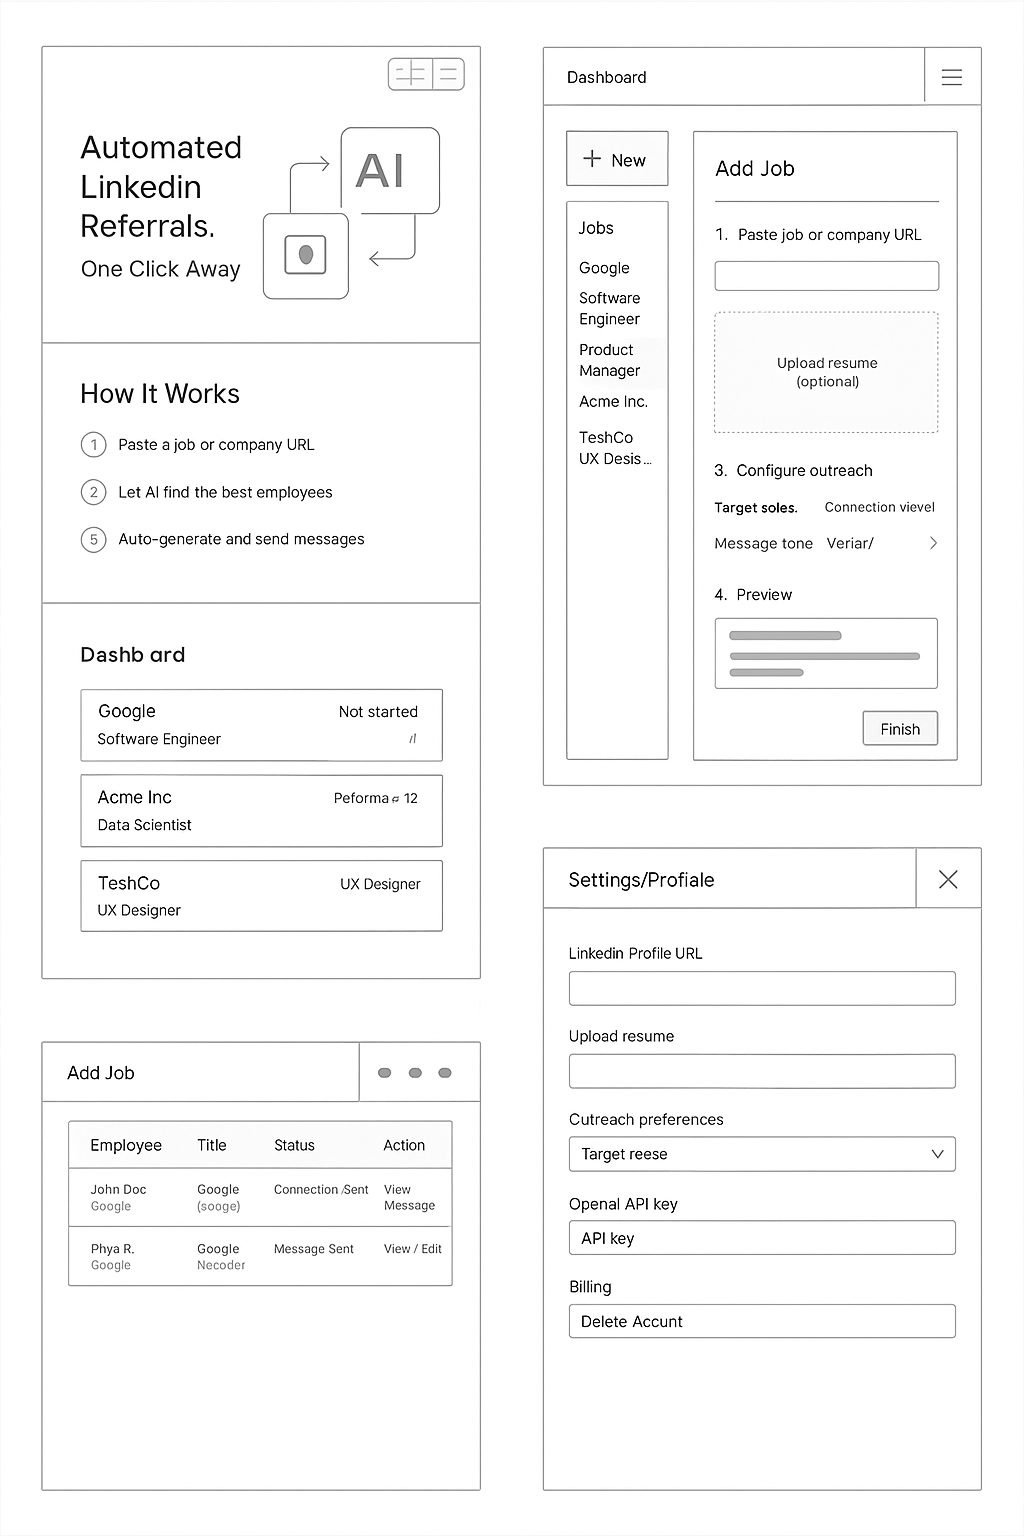 Automated
Linkedin
Referrals.
One Click Away
AI
How It Works
1 Paste a job or company URL
2 Let AI find the best employees
5 Auto-generate and send messages
Dashb ard
Google Not started
Software Engineer
Acme Inc Peforma 12
Data Scientist
TeshCo UX Designer
UX Designer
Add Job
Employee Title Status Action
John Doc Google Connection /Sent View
Google (sooge) Message
Phya R. Google Message Sent View / Edit
Google Necoder
Dashboard
+ New
Jobs
Google
Software
Engineer
Product
Manager
Acme Inc.
TeshCo
UX Desis...
Add Job
1. Paste job or company URL
Upload resume
(optional)
3. Configure outreach
Target soles. Connection vievel
Message tone Veriar/
4. Preview
Finish
Settings/Profiale
Linkedin Profile URL
Upload resume
Cutreach preferences
Target reese
Openal API key
API key
Billing
Delete Accunt